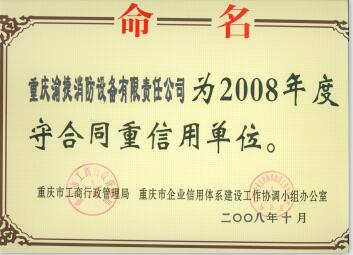 命名
重庆渝捷消防设备有限责任公司为2008年度
守合同重信用单位。
重庆市工商行政管理局 重庆市企业信用体系建设工作协调小组办公室
二〇〇八年十月